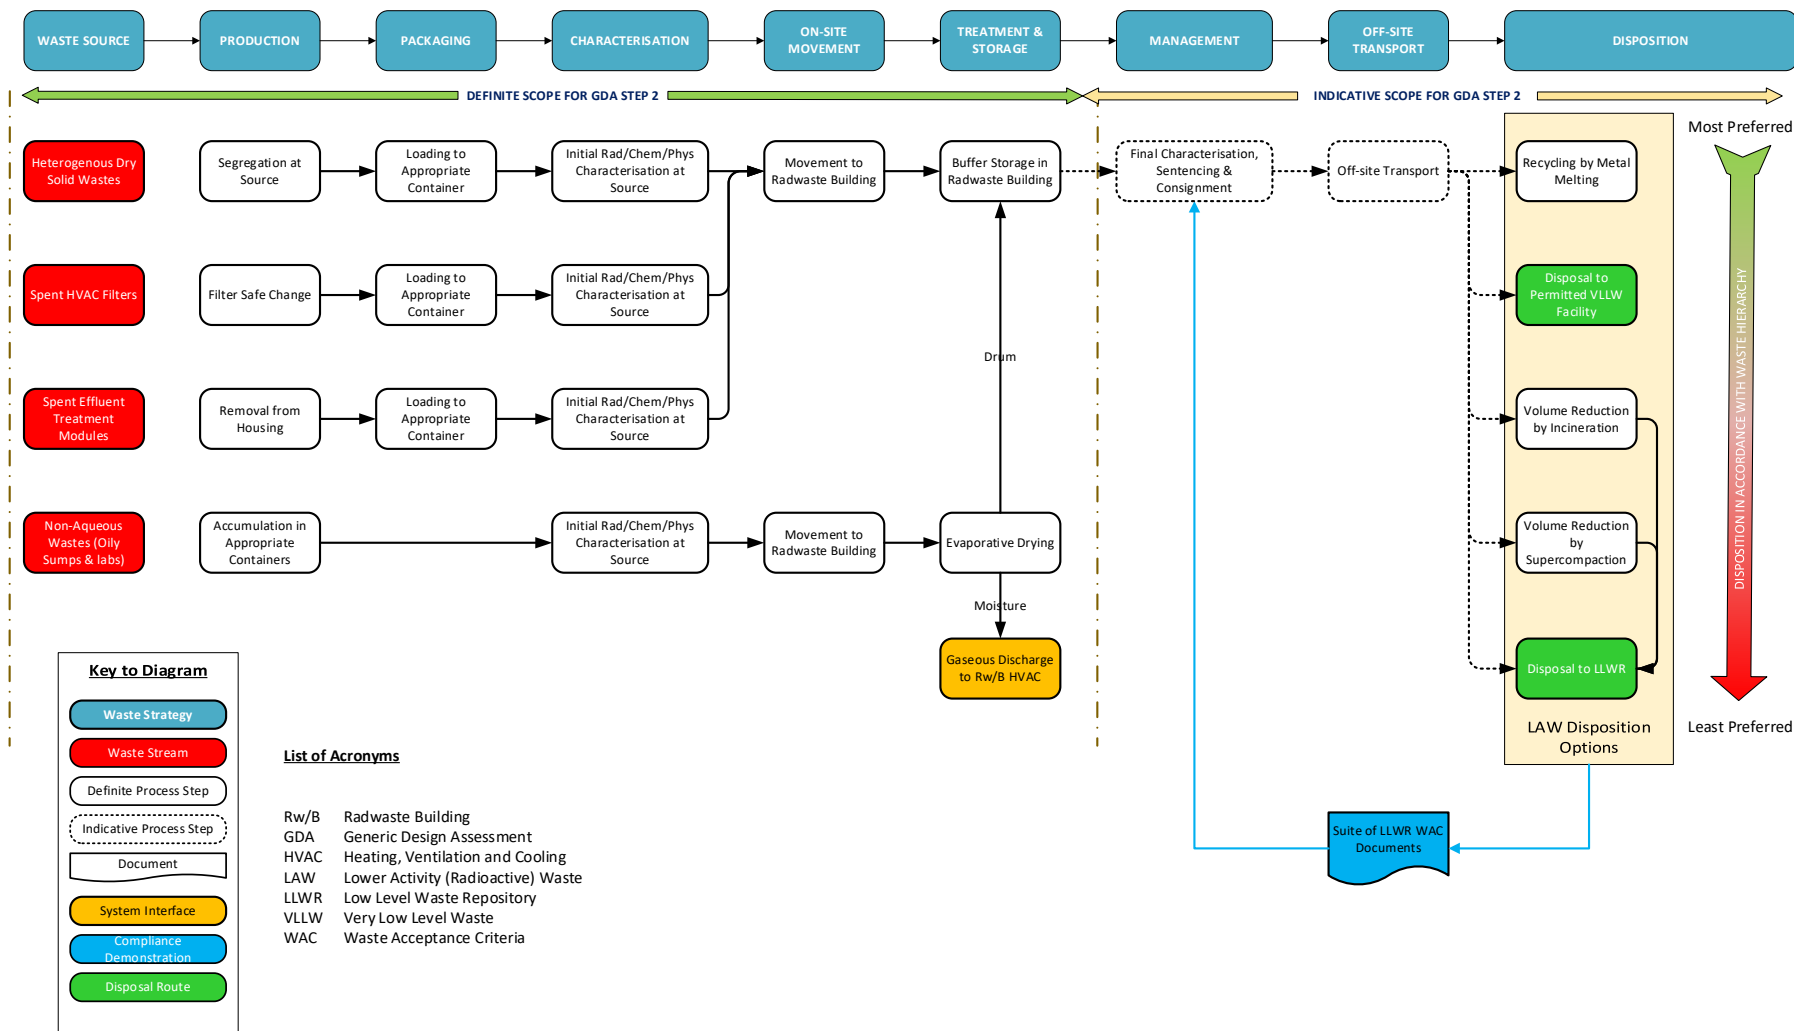 WASTE SOURCE
PRODUCTION
PACKAGING
CHARACTERISATION
ON-SITE
MOVEMENT
TREATMENT &
STORAGE
MANAGEMENT
OFF-SITE
TRANSPORT
DISPOSITION
DEFINITE SCOPE FOR GDA STEP 2
INDICATIVE SCOPE FOR GDA STEP 2
Heterogenous Dry
Solid Wastes
Segregation at
Source
Loading to
Appropriate
Container
Initial Rad/Chem/Phys
Characterisation at
Source
Movement to
Radwaste Building
Buffer Storage in
Radwaste Building
Final Characterisation,
Sentencing &
Consignment
Off-site Transport
Recycling by Metal
Melting
Most Preferred
Spent HVAC Filters
Filter Safe Change
Loading to
Appropriate
Container
Initial Rad/Chem/Phys
Characterisation at
Source
Disposal to
Permitted VLLW
Facility
Drum
Spent Effluent
Treatment
Modules
Removal from
Housing
Loading to
Appropriate
Container
Initial Rad/Chem/Phys
Characterisation at
Source
Volume Reduction
by Incineration
DISPOSITION IN ACCORDANCE WITH WASTE HIERARCHY
Non-Aqueous
Wastes (Oily
Sumps & labs)
Accumulation in
Appropriate
Containers
Initial Rad/Chem/Phys
Characterisation at
Source
Movement to
Radwaste Building
Evaporative Drying
Volume Reduction
by
Supercompaction
Moisture
Gaseous Discharge
to Rw/B HVAC
Disposal to LLWR
LAW Disposition
Options
Least Preferred
Key to Diagram
Waste Strategy
Waste Stream
Definite Process Step
Indicative Process Step
Document
System Interface
Compliance
Demonstration
Disposal Route
List of Acronyms
Rw/B Radwaste Building
GDA Generic Design Assessment
HVAC Heating, Ventilation and Cooling
LAW Lower Activity (Radioactive) Waste
LLWR Low Level Waste Repository
VLLW Very Low Level Waste
WAC Waste Acceptance Criteria
Suite of LLWR WAC
Documents